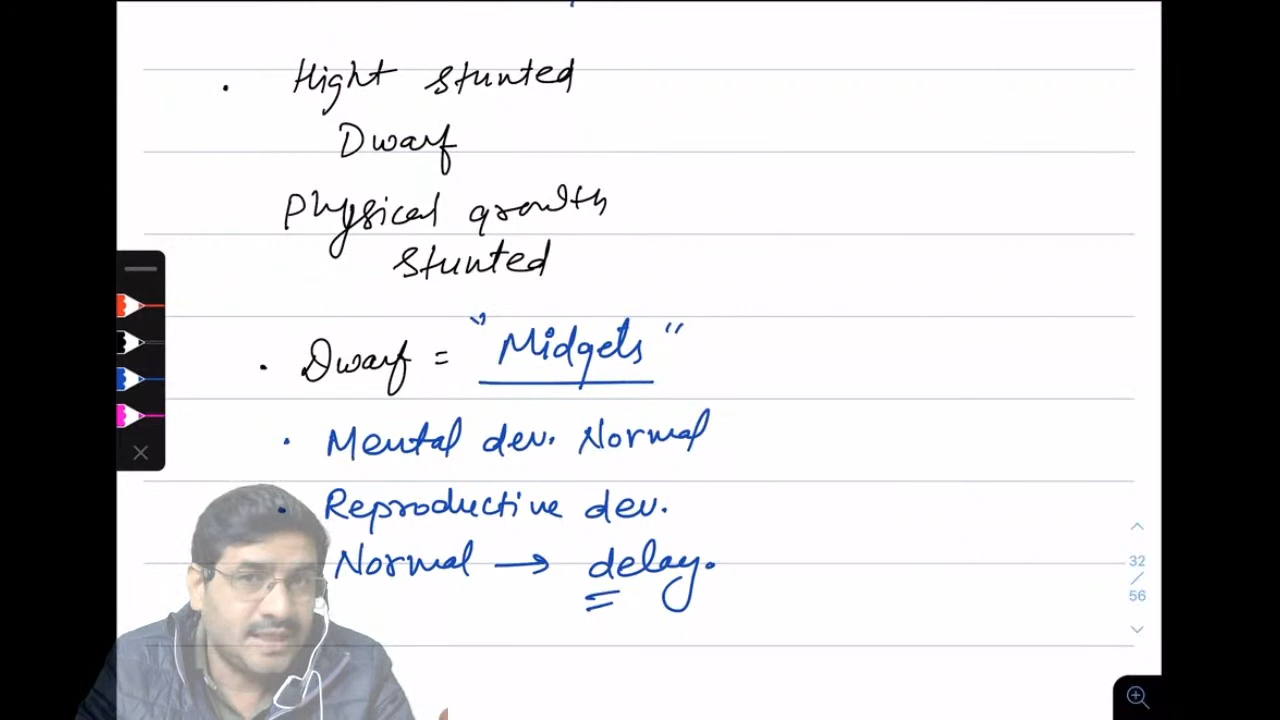 . Hight stunted
Dwarf
Physical growth
stunted
. Dwarf = "Midgets"
. Mental dev. Normal
. Reproductive dev.
Normal → delay.
32
/
56